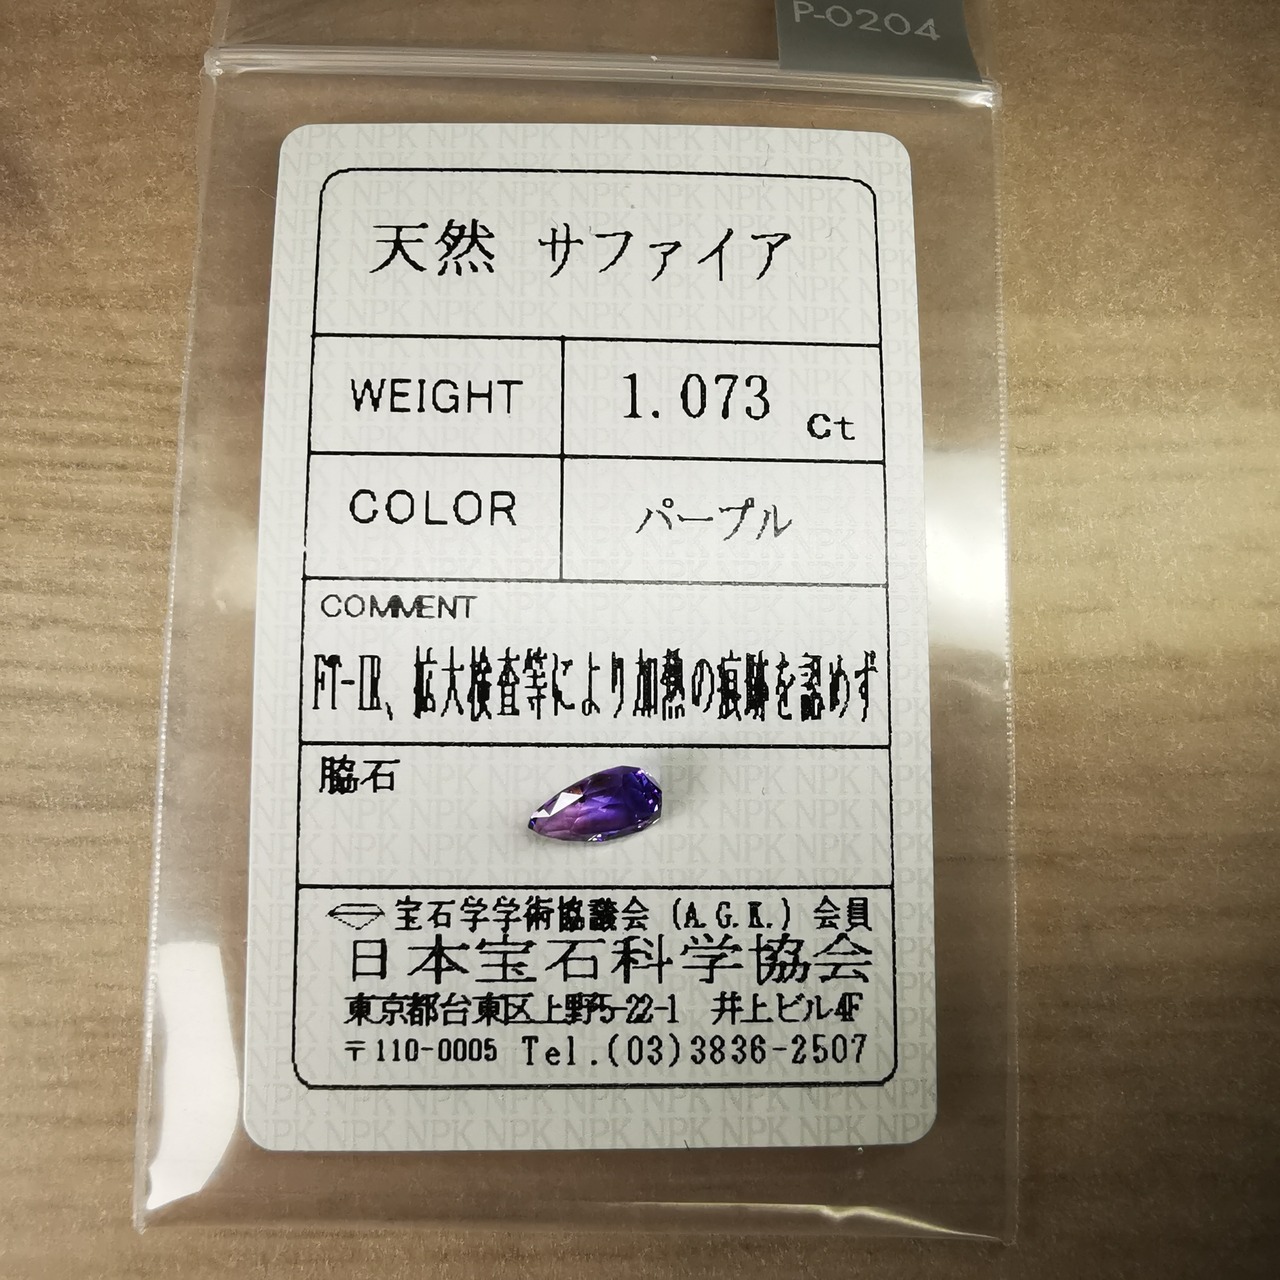 P-0204
天然 サファイア
WEIGHT 1.073 ct
COLOR パープル
COMMENT
FT-IR、拡大検査等により加熱の痕跡を認めず
脇石
宝石学学術協議会 (A.G.K.) 会員
日本宝石科学協会
東京都台東区上野5-22-1 井上ビル4F
〒110-0005 Tel.(03)3836-2507